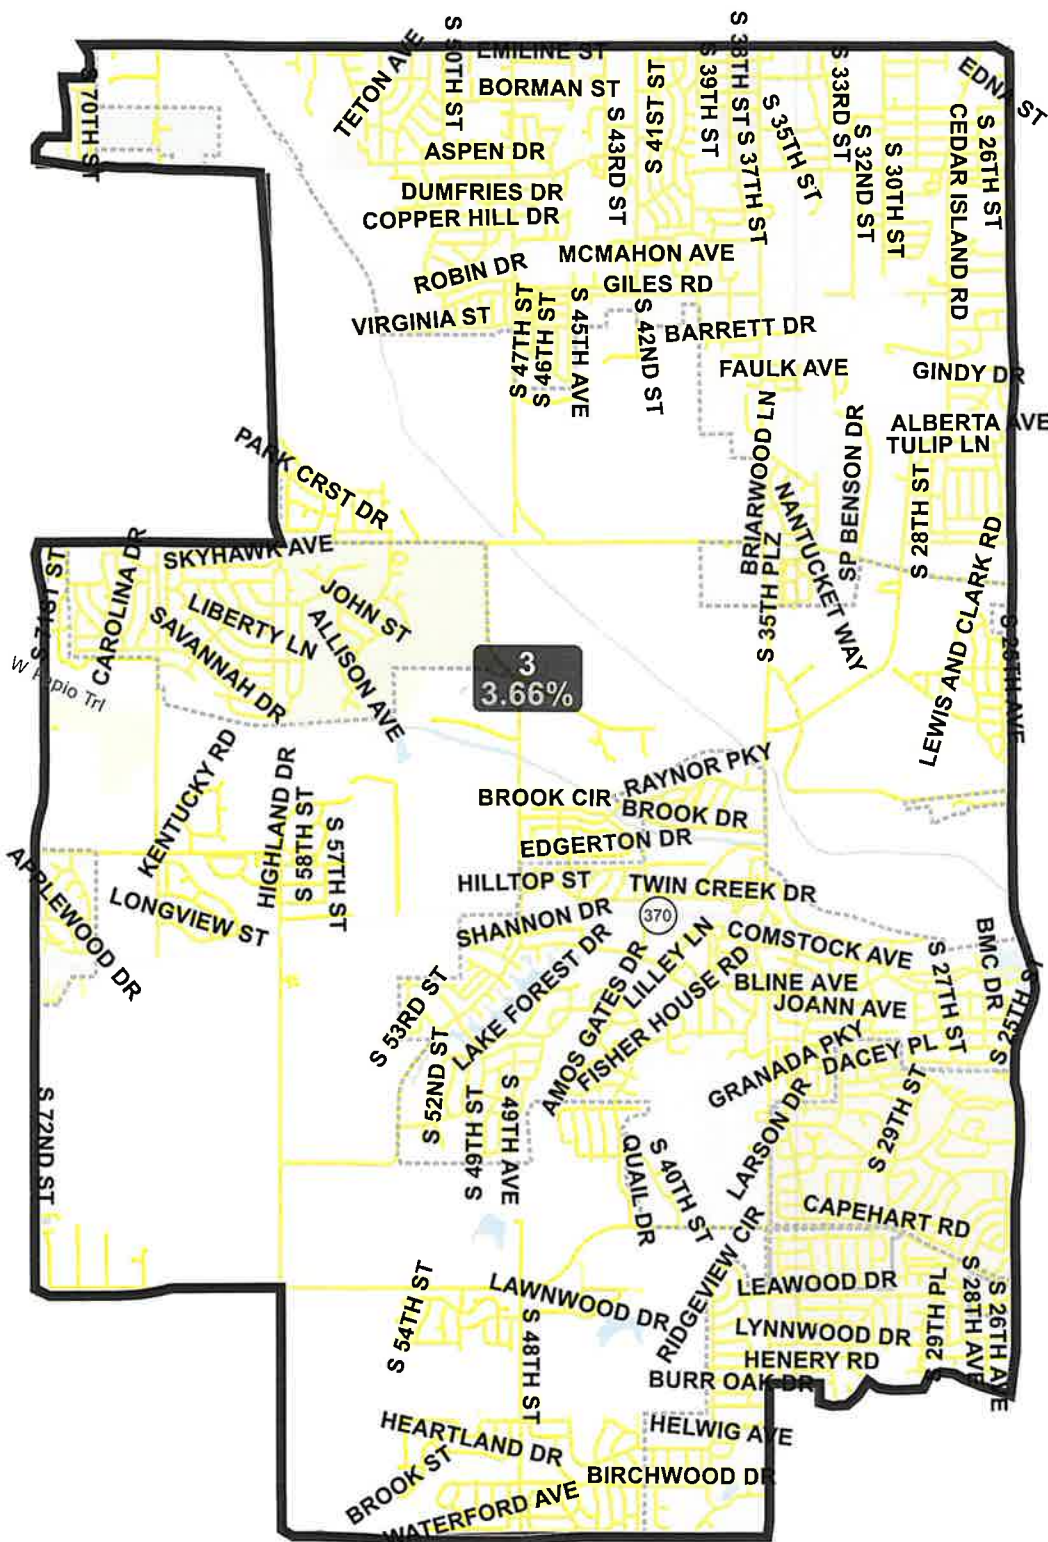 S 50TH ST
S 38TH ST
TETON AVE
EMILINE ST
S 39TH ST
S 33RD ST
EDNA ST
S 70TH ST
BORMAN ST
S 41ST ST
S 35TH ST
CEDAR ISLAND RD
S 26TH ST
S 43RD ST
S 37TH ST
S 32ND ST
S 30TH ST
ASPEN DR
DUMFRIES DR
COPPER HILL DR
MCMAHON AVE
ROBIN DR
GILES RD
VIRGINIA ST
S 47TH ST
S 46TH ST
S 45TH AVE
S 42ND ST
BARRETT DR
FAULK AVE
GINDY DR
ALBERTA AVE
TULIP LN
PARK CRST DR
BRIARWOOD LN
SP BENSON DR
S 28TH ST
NANTUCKET WAY
LEWIS AND CLARK RD
S 35TH PLZ
SKYHAWK AVE
CAROLINA DR
JOHN ST
LIBERTY LN
ALLISON AVE
SAVANNAH DR
S 25TH AVE
W Papio Trl
3
3.66%
KENTUCKY RD
HIGHLAND DR
RAYNOR PKY
BROOK CIR
BROOK DR
S 58TH ST
S 57TH ST
EDGERTON DR
APPLEWOOD DR
LONGVIEW ST
HILLTOP ST
TWIN CREEK DR
SHANNON DR
370
COMSTOCK AVE
LILLEY LN
BMC DR
S 27TH ST
S 53RD ST
LAKE FOREST DR
AMOS GATES DR
FISHER HOUSE RD
BLINE AVE
JOANN AVE
S 25TH ST
GRANADA PKY
DACEY PL
S 72ND ST
S 52ND ST
S 49TH ST
S 49TH AVE
LARSON DR
S 29TH ST
QUAIL DR
S 40TH ST
CAPEHART RD
RIDGEVIEW CIR
S 54TH ST
LAWNWOOD DR
LEAWOOD DR
S 29TH PL
S 28TH AVE
S 26TH AVE
S 48TH ST
LYNNWOOD DR
HENERY RD
BURR OAK DR
HEARTLAND DR
HELWIG AVE
BROOK ST
BIRCHWOOD DR
WATERFORD AVE